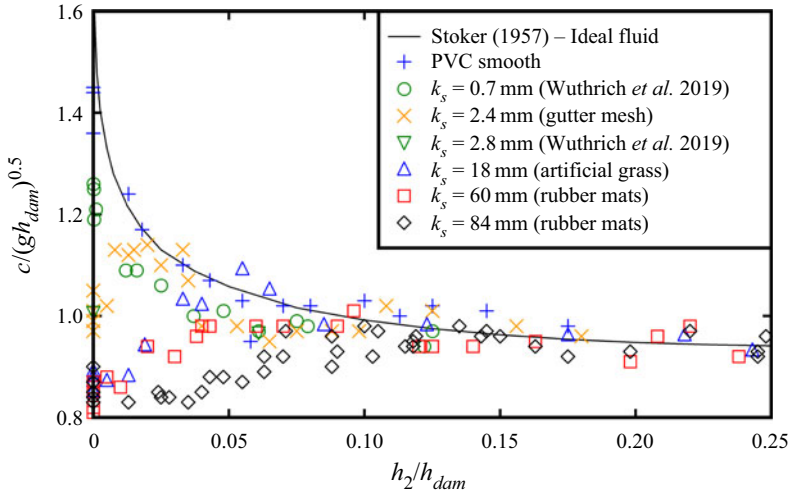 Stoker (1957) – Ideal fluid
PVC smooth
k_s = 0.7 mm (Wuthrich et al. 2019)
k_s = 2.4 mm (gutter mesh)
k_s = 2.8 mm (Wuthrich et al. 2019)
k_s = 18 mm (artificial grass)
k_s = 60 mm (rubber mats)
k_s = 84 mm (rubber mats)
c/(gh_dam)^0.5
1.6
1.4
1.2
1.0
0.8
0 0.05 0.10 0.15 0.20 0.25
h_2/h_dam